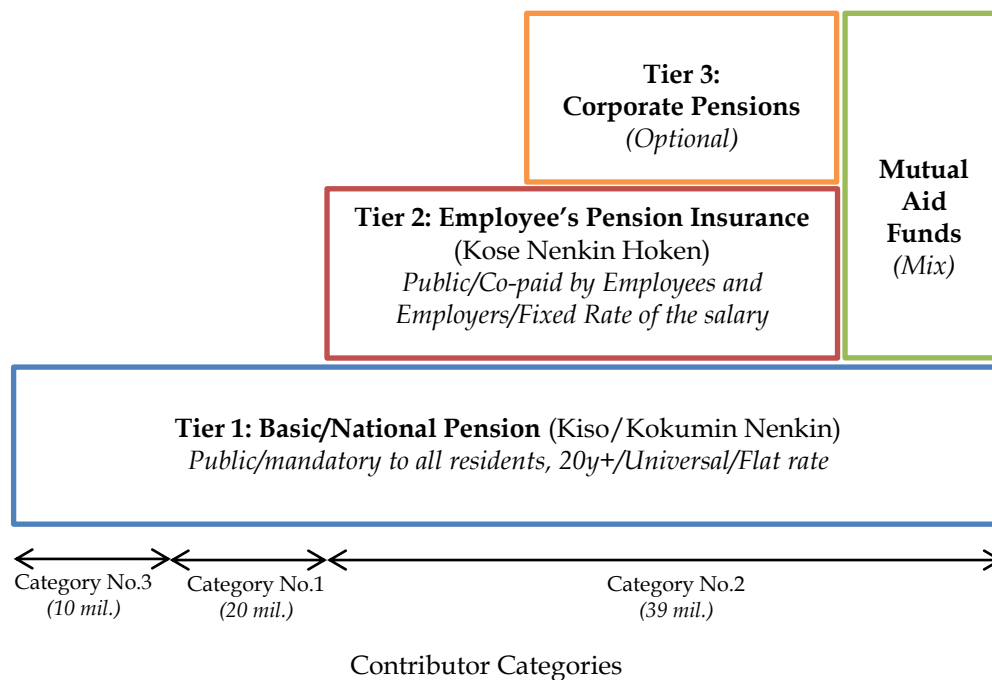 Tier 3:
Corporate Pensions
(Optional)
Mutual
Aid
Funds
(Mix)
Tier 2: Employee’s Pension Insurance
(Kose Nenkin Hoken)
Public/Co-paid by Employees and
Employers/Fixed Rate of the salary
Tier 1: Basic/National Pension (Kiso/Kokumin Nenkin)
Public/mandatory to all residents, 20y+/Universal/Flat rate
Category No.3
(10 mil.)
Category No.1
(20 mil.)
Category No.2
(39 mil.)
Contributor Categories